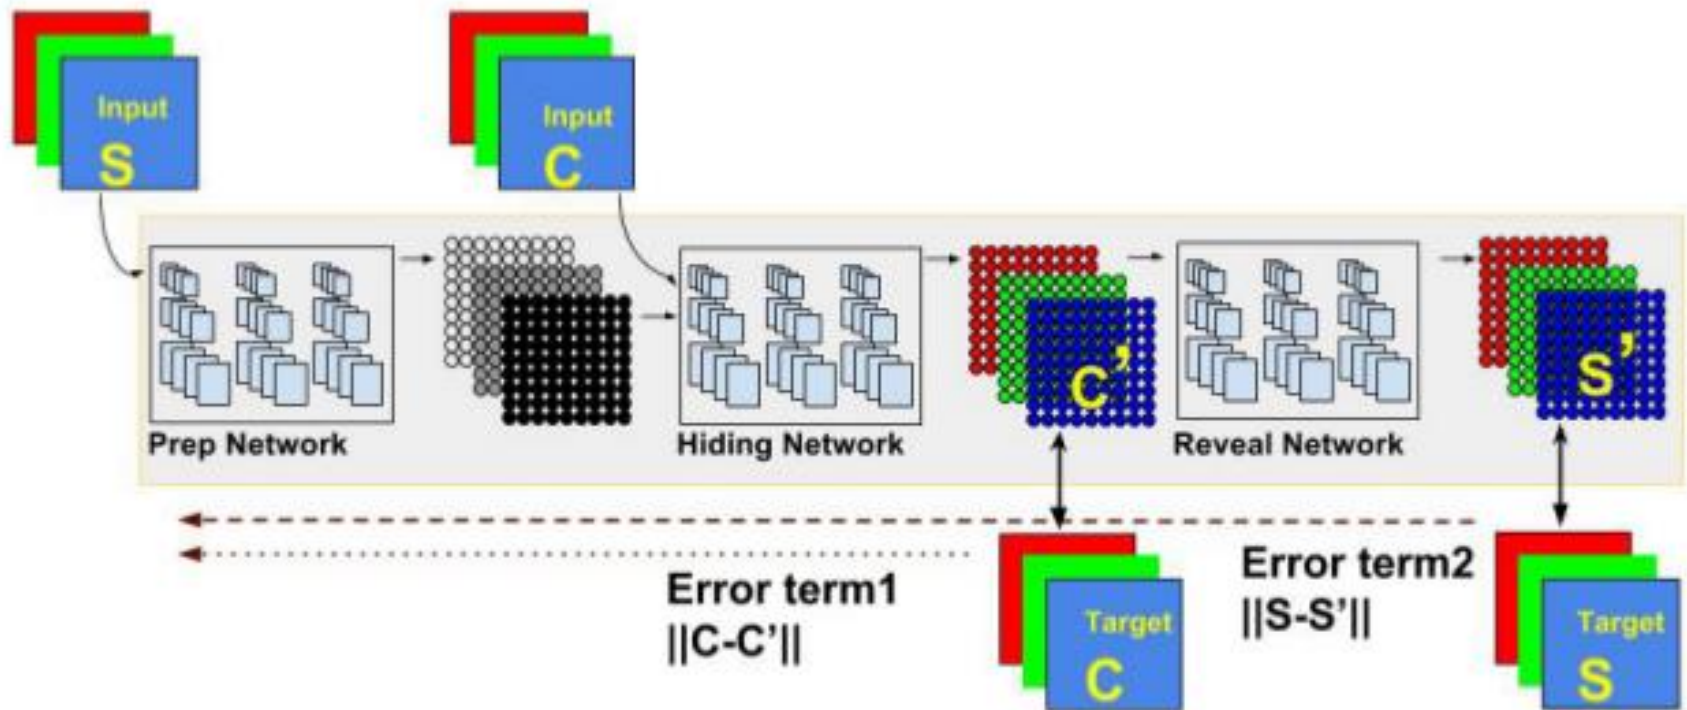 Input
S
Input
C
C’
S’
Prep Network
Hiding Network
Reveal Network
Error term1
||C-C’||
Error term2
||S-S’||
Target
C
Target
S